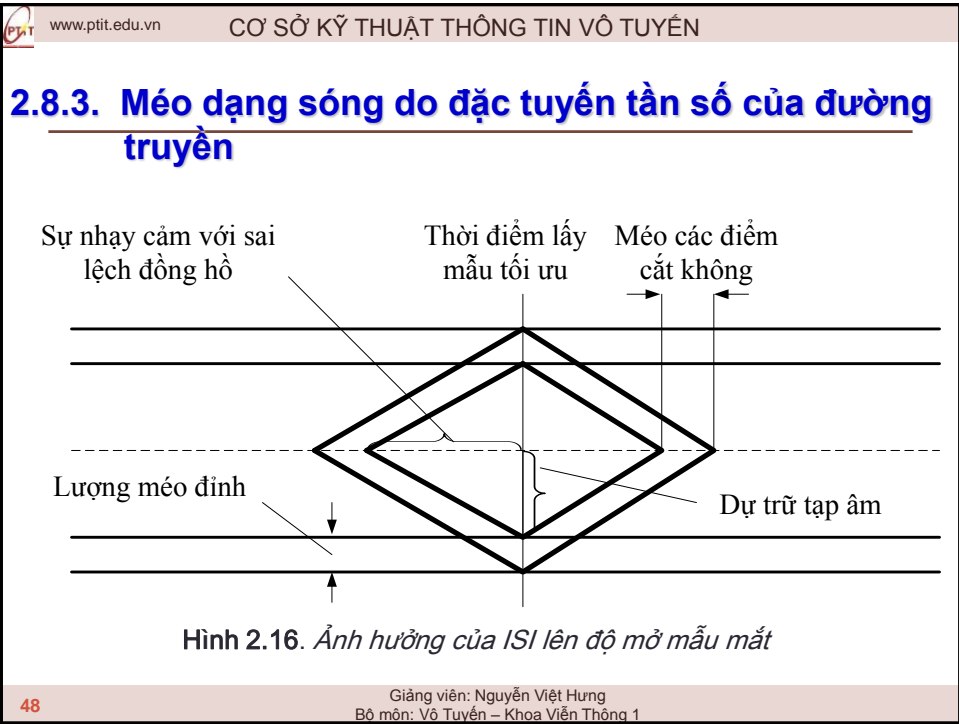 PTIT
www.ptit.edu.vn
CƠ SỞ KỸ THUẬT THÔNG TIN VÔ TUYẾN
2.8.3. Méo dạng sóng do đặc tuyến tần số của đường
truyền
Sự nhạy cảm với sai
lệch đồng hồ
Thời điểm lấy
mẫu tối ưu
Méo các điểm
cắt không
Lượng méo đỉnh
Dự trữ tạp âm
Hình 2.16. Ảnh hưởng của ISI lên độ mở mẫu mắt
48
Giảng viên: Nguyễn Việt Hưng
Bộ môn: Vô Tuyến – Khoa Viễn Thông 1